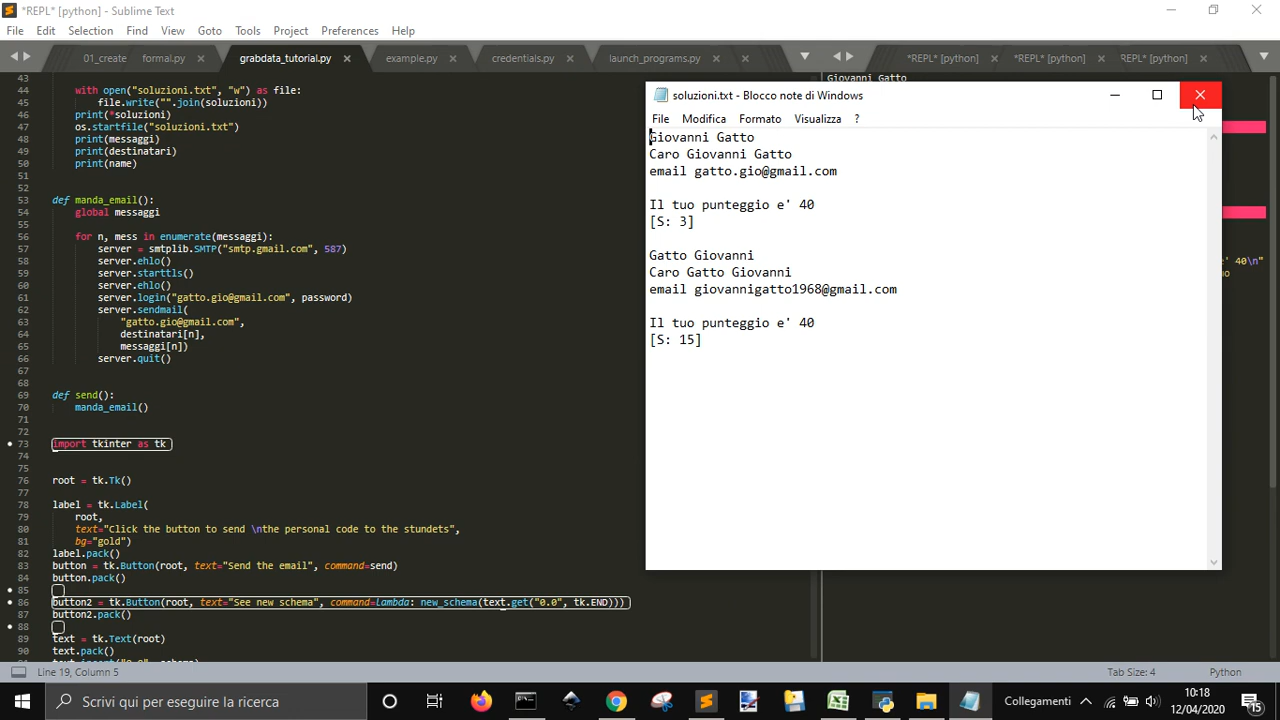 *REPL* [python] - Sublime Text
File Edit Selection Find View Goto Tools Project Preferences Help
01_create formal.py grabdata_tutorial.py example.py credentials.py launch_programs.py *REPL* [python] *REPL* [python] REPL* [python]
Giovanni Gatto
43
44 with open("soluzioni.txt", "w") as file:
45 file.write("".join(soluzioni))
46 print(*soluzioni)
47 os.startfile("soluzioni.txt")
48 print(messaggi)
49 print(destinatari)
50 print(name)
51
52
53 def manda_email():
54 global messaggi
55
56 for n, mess in enumerate(messaggi):
57 server = smtplib.SMTP("smtp.gmail.com", 587)
58 server.ehlo()
59 server.starttls()
60 server.ehlo()
61 server.login("gatto.gio@gmail.com", password)
62 server.sendmail(
63 "gatto.gio@gmail.com",
64 destinatari[n],
65 messaggi[n])
66 server.quit()
67
68
69 def send():
70 manda_email()
71
72
73 import tkinter as tk
74
75
76 root = tk.Tk()
77
78 label = tk.Label(
79 root,
80 text="Click the button to send \nthe personal code to the stundets",
81 bg="gold")
82 label.pack()
83 button = tk.Button(root, text="Send the email", command=send)
84 button.pack()
85
86 button2 = tk.Button(root, text="See new schema", command=lambda: new_schema(text.get("0.0", tk.END)))
87 button2.pack()
88
89 text = tk.Text(root)
90 text.pack()
soluzioni.txt - Blocco note di Windows
File Modifica Formato Visualizza ?
Giovanni Gatto
Caro Giovanni Gatto
email gatto.gio@gmail.com
Il tuo punteggio e' 40
[S: 3]
Gatto Giovanni
Caro Gatto Giovanni
email giovannigatto1968@gmail.com
Il tuo punteggio e' 40
[S: 15]
' 40\n"
Line 19, Column 5 Tab Size: 4 Python
Scrivi qui per eseguire la ricerca Collegamenti 10:18
12/04/2020
15